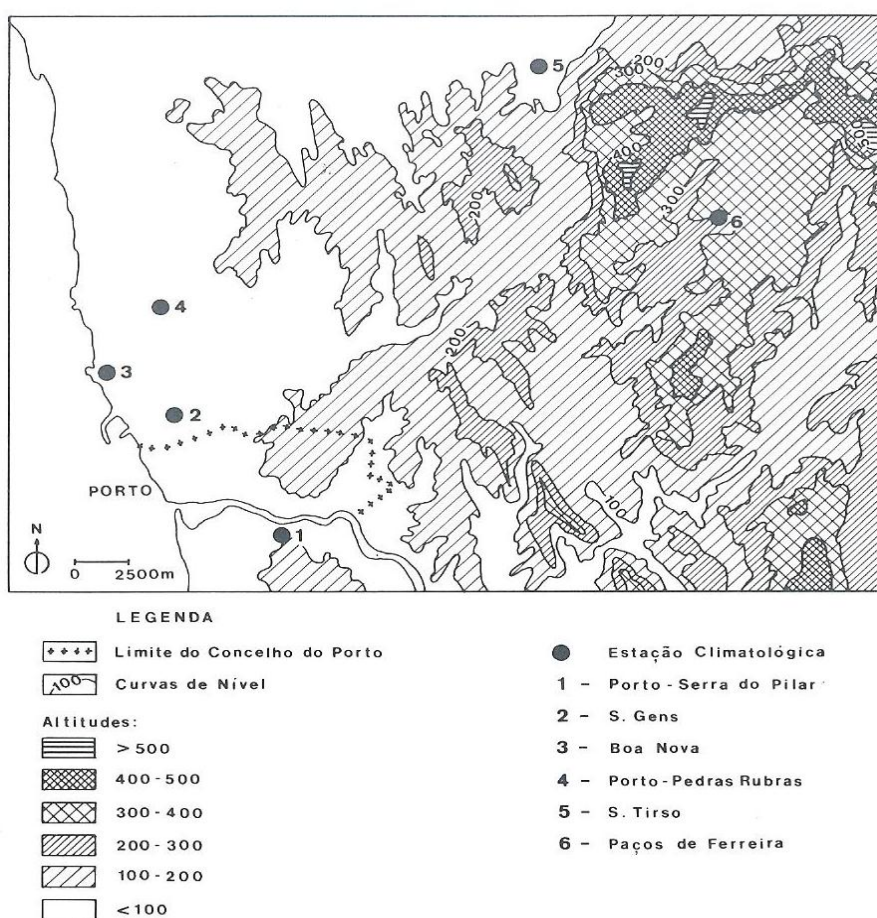 5
200
300
400
50
300
6
200
4
200
3
2
100
PORTO
1
N
0 2500m
LEGENDA
Limite do Concelho do Porto
100 Curvas de Nível
Altitudes:
>500
400-500
300-400
200-300
100-200
<100
Estação Climatológica
1 - Porto-Serra do Pilar
2 - S. Gens
3 - Boa Nova
4 - Porto-Pedras Rubras
5 - S. Tirso
6 - Paços de Ferreira